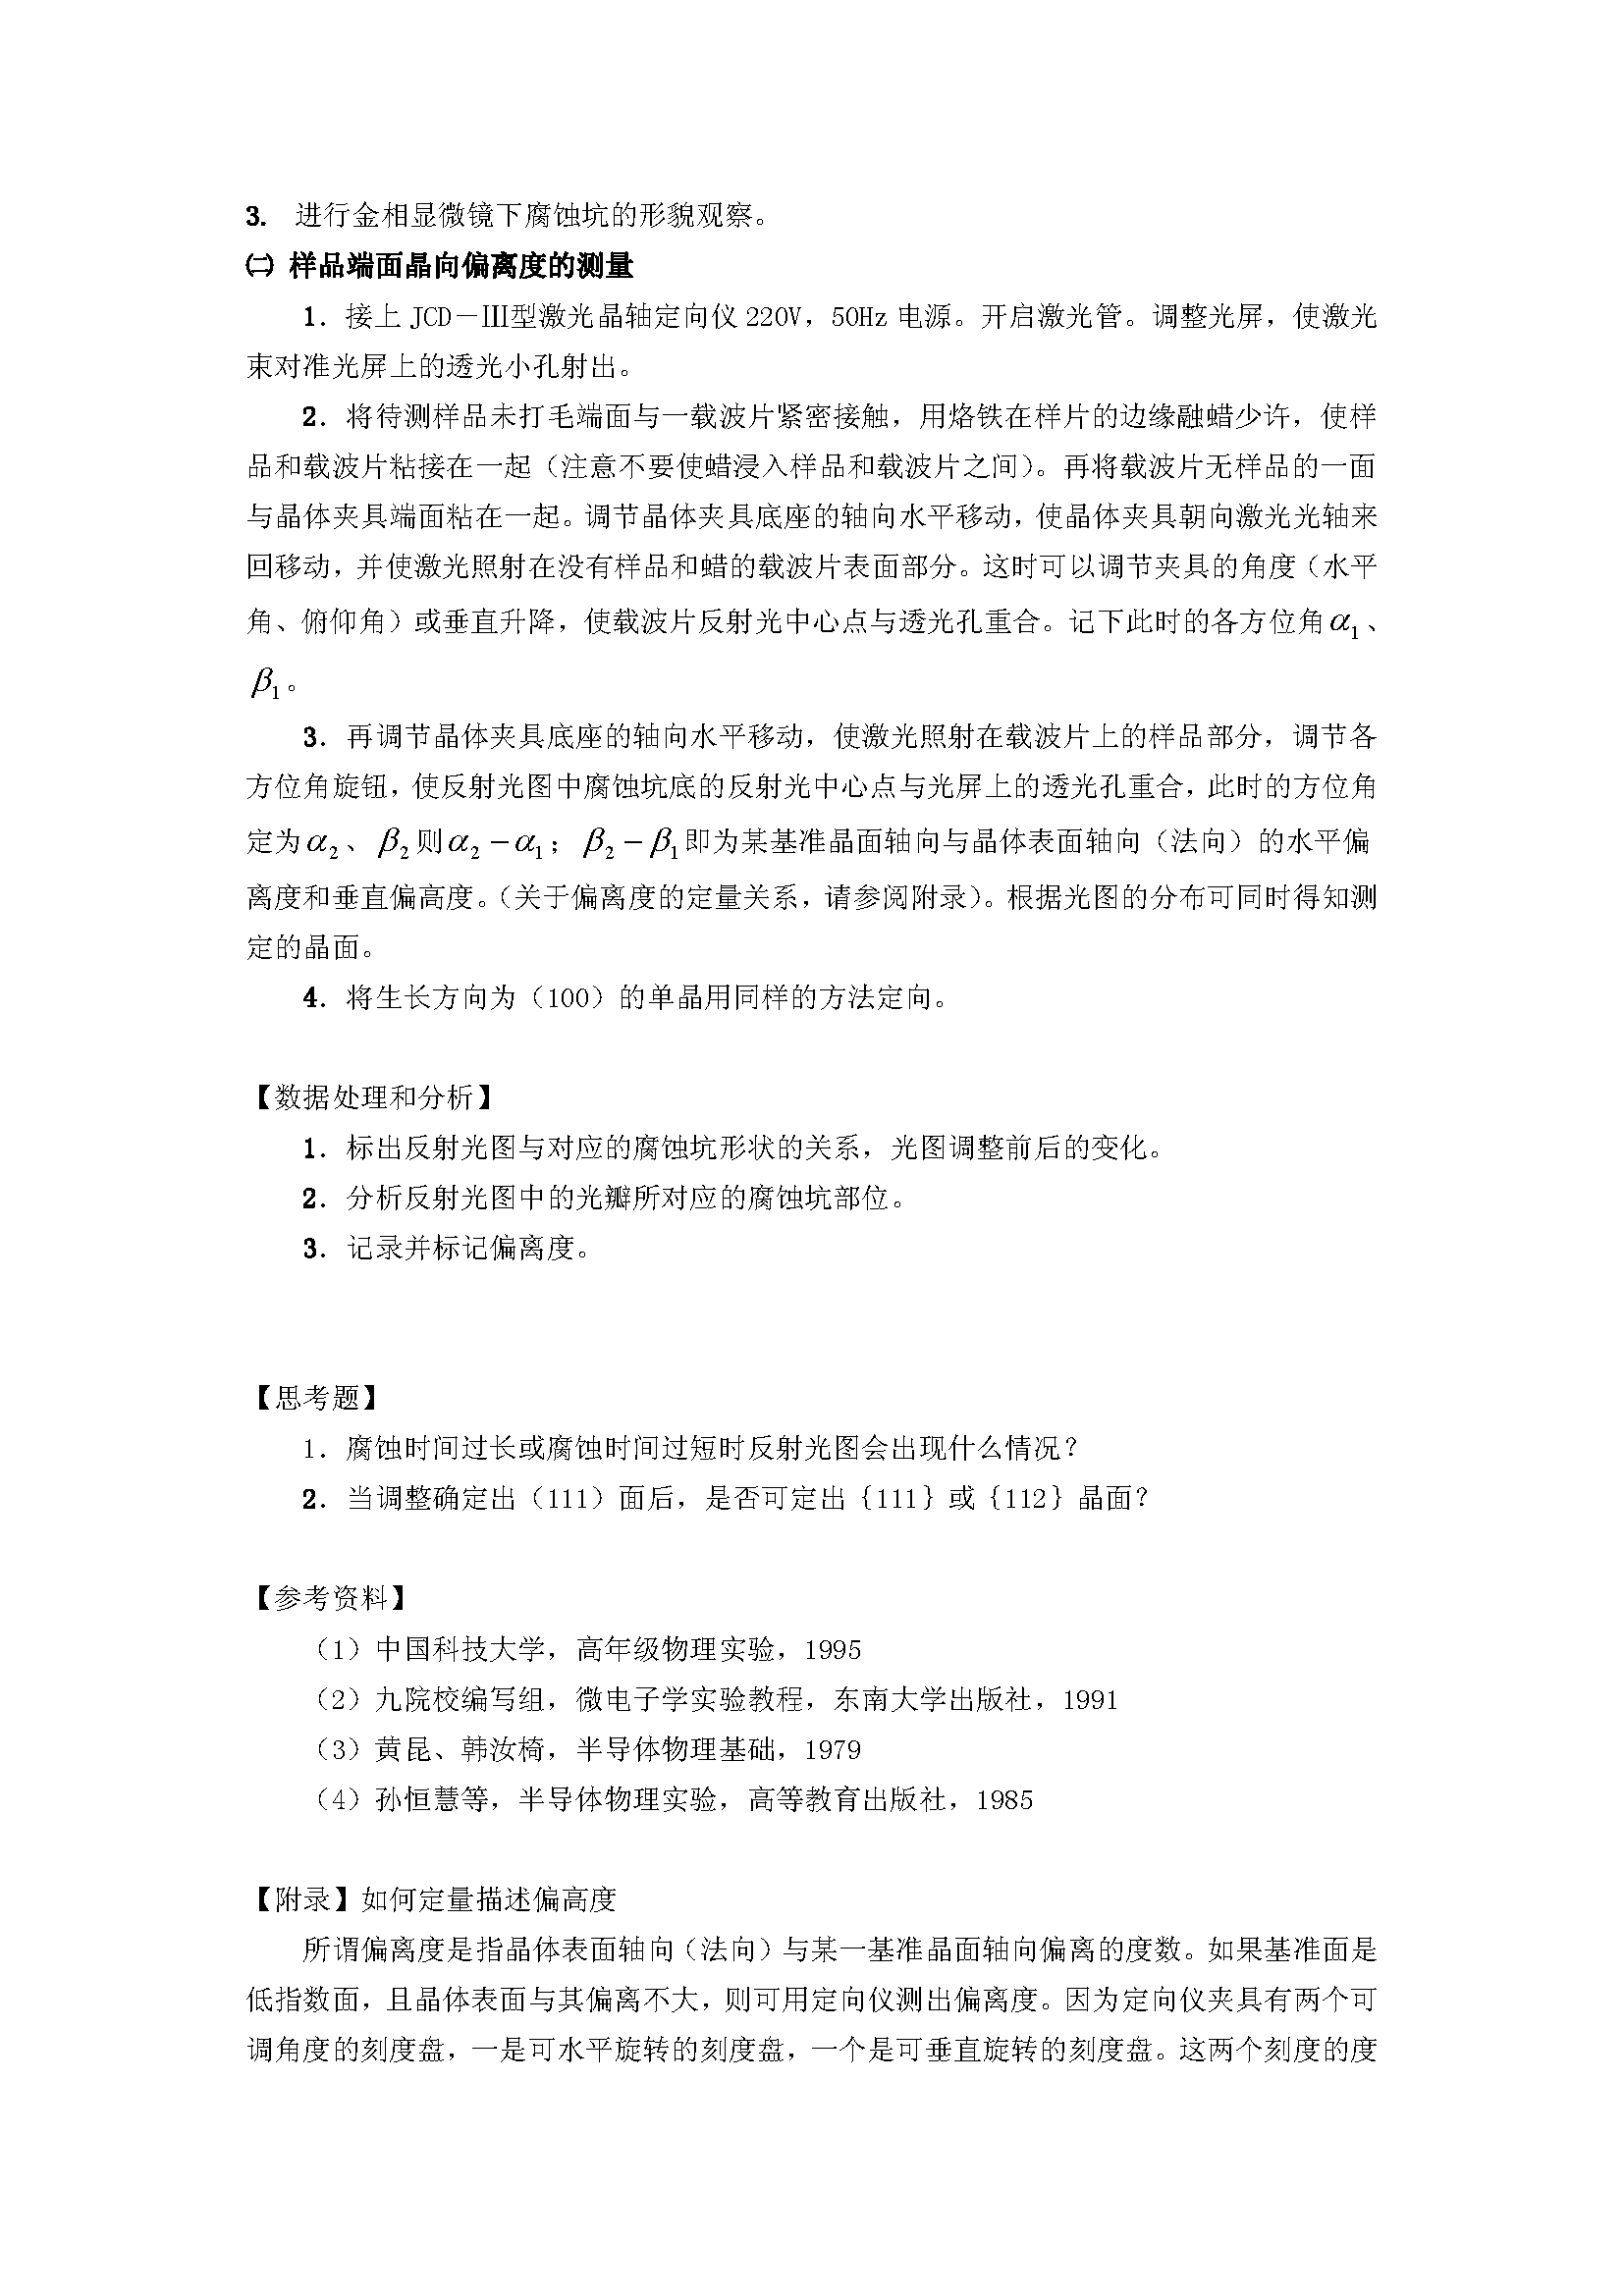 3. 进行金相显微镜下腐蚀坑的形貌观察。
㈡ 样品端面晶向偏离度的测量
1．接上 JCD－Ⅲ型激光晶轴定向仪 220V，50Hz 电源。开启激光管。调整光屏，使激光
束对准光屏上的透光小孔射出。
2．将待测样品未打毛端面与一载波片紧密接触，用烙铁在样片的边缘融蜡少许，使样
品和载波片粘接在一起（注意不要使蜡浸入样品和载波片之间）。再将载波片无样品的一面
与晶体夹具端面粘在一起。调节晶体夹具底座的轴向水平移动，使晶体夹具朝向激光光轴来
回移动，并使激光照射在没有样品和蜡的载波片表面部分。这时可以调节夹具的角度（水平
角、俯仰角）或垂直升降，使载波片反射光中心点与透光孔重合。记下此时的各方位角α₁、
β₁。
3．再调节晶体夹具底座的轴向水平移动，使激光照射在载波片上的样品部分，调节各
方位角旋钮，使反射光图中腐蚀坑底的反射光中心点与光屏上的透光孔重合，此时的方位角
定为α₂、β₂则α₂－α₁；β₂－β₁即为某基准晶面轴向与晶体表面轴向（法向）的水平偏
离度和垂直偏高度。（关于偏离度的定量关系，请参阅附录）。根据光图的分布可同时得知测
定的晶面。
4．将生长方向为（100）的单晶用同样的方法定向。
【数据处理和分析】
1．标出反射光图与对应的腐蚀坑形状的关系，光图调整前后的变化。
2．分析反射光图中的光瓣所对应的腐蚀坑部位。
3．记录并标记偏离度。
【思考题】
1．腐蚀时间过长或腐蚀时间过短时反射光图会出现什么情况？
2．当调整确定出（111）面后，是否可定出｛111｝或｛112｝晶面？
【参考资料】
（1）中国科技大学，高年级物理实验，1995
（2）九院校编写组，微电子学实验教程，东南大学出版社，1991
（3）黄昆、韩汝椅，半导体物理基础，1979
（4）孙恒慧等，半导体物理实验，高等教育出版社，1985
【附录】如何定量描述偏高度
所谓偏离度是指晶体表面轴向（法向）与某一基准晶面轴向偏离的度数。如果基准面是
低指数面，且晶体表面与其偏离不大，则可用定向仪测出偏离度。因为定向仪夹具有两个可
调角度的刻度盘，一是可水平旋转的刻度盘，一个是可垂直旋转的刻度盘。这两个刻度的度